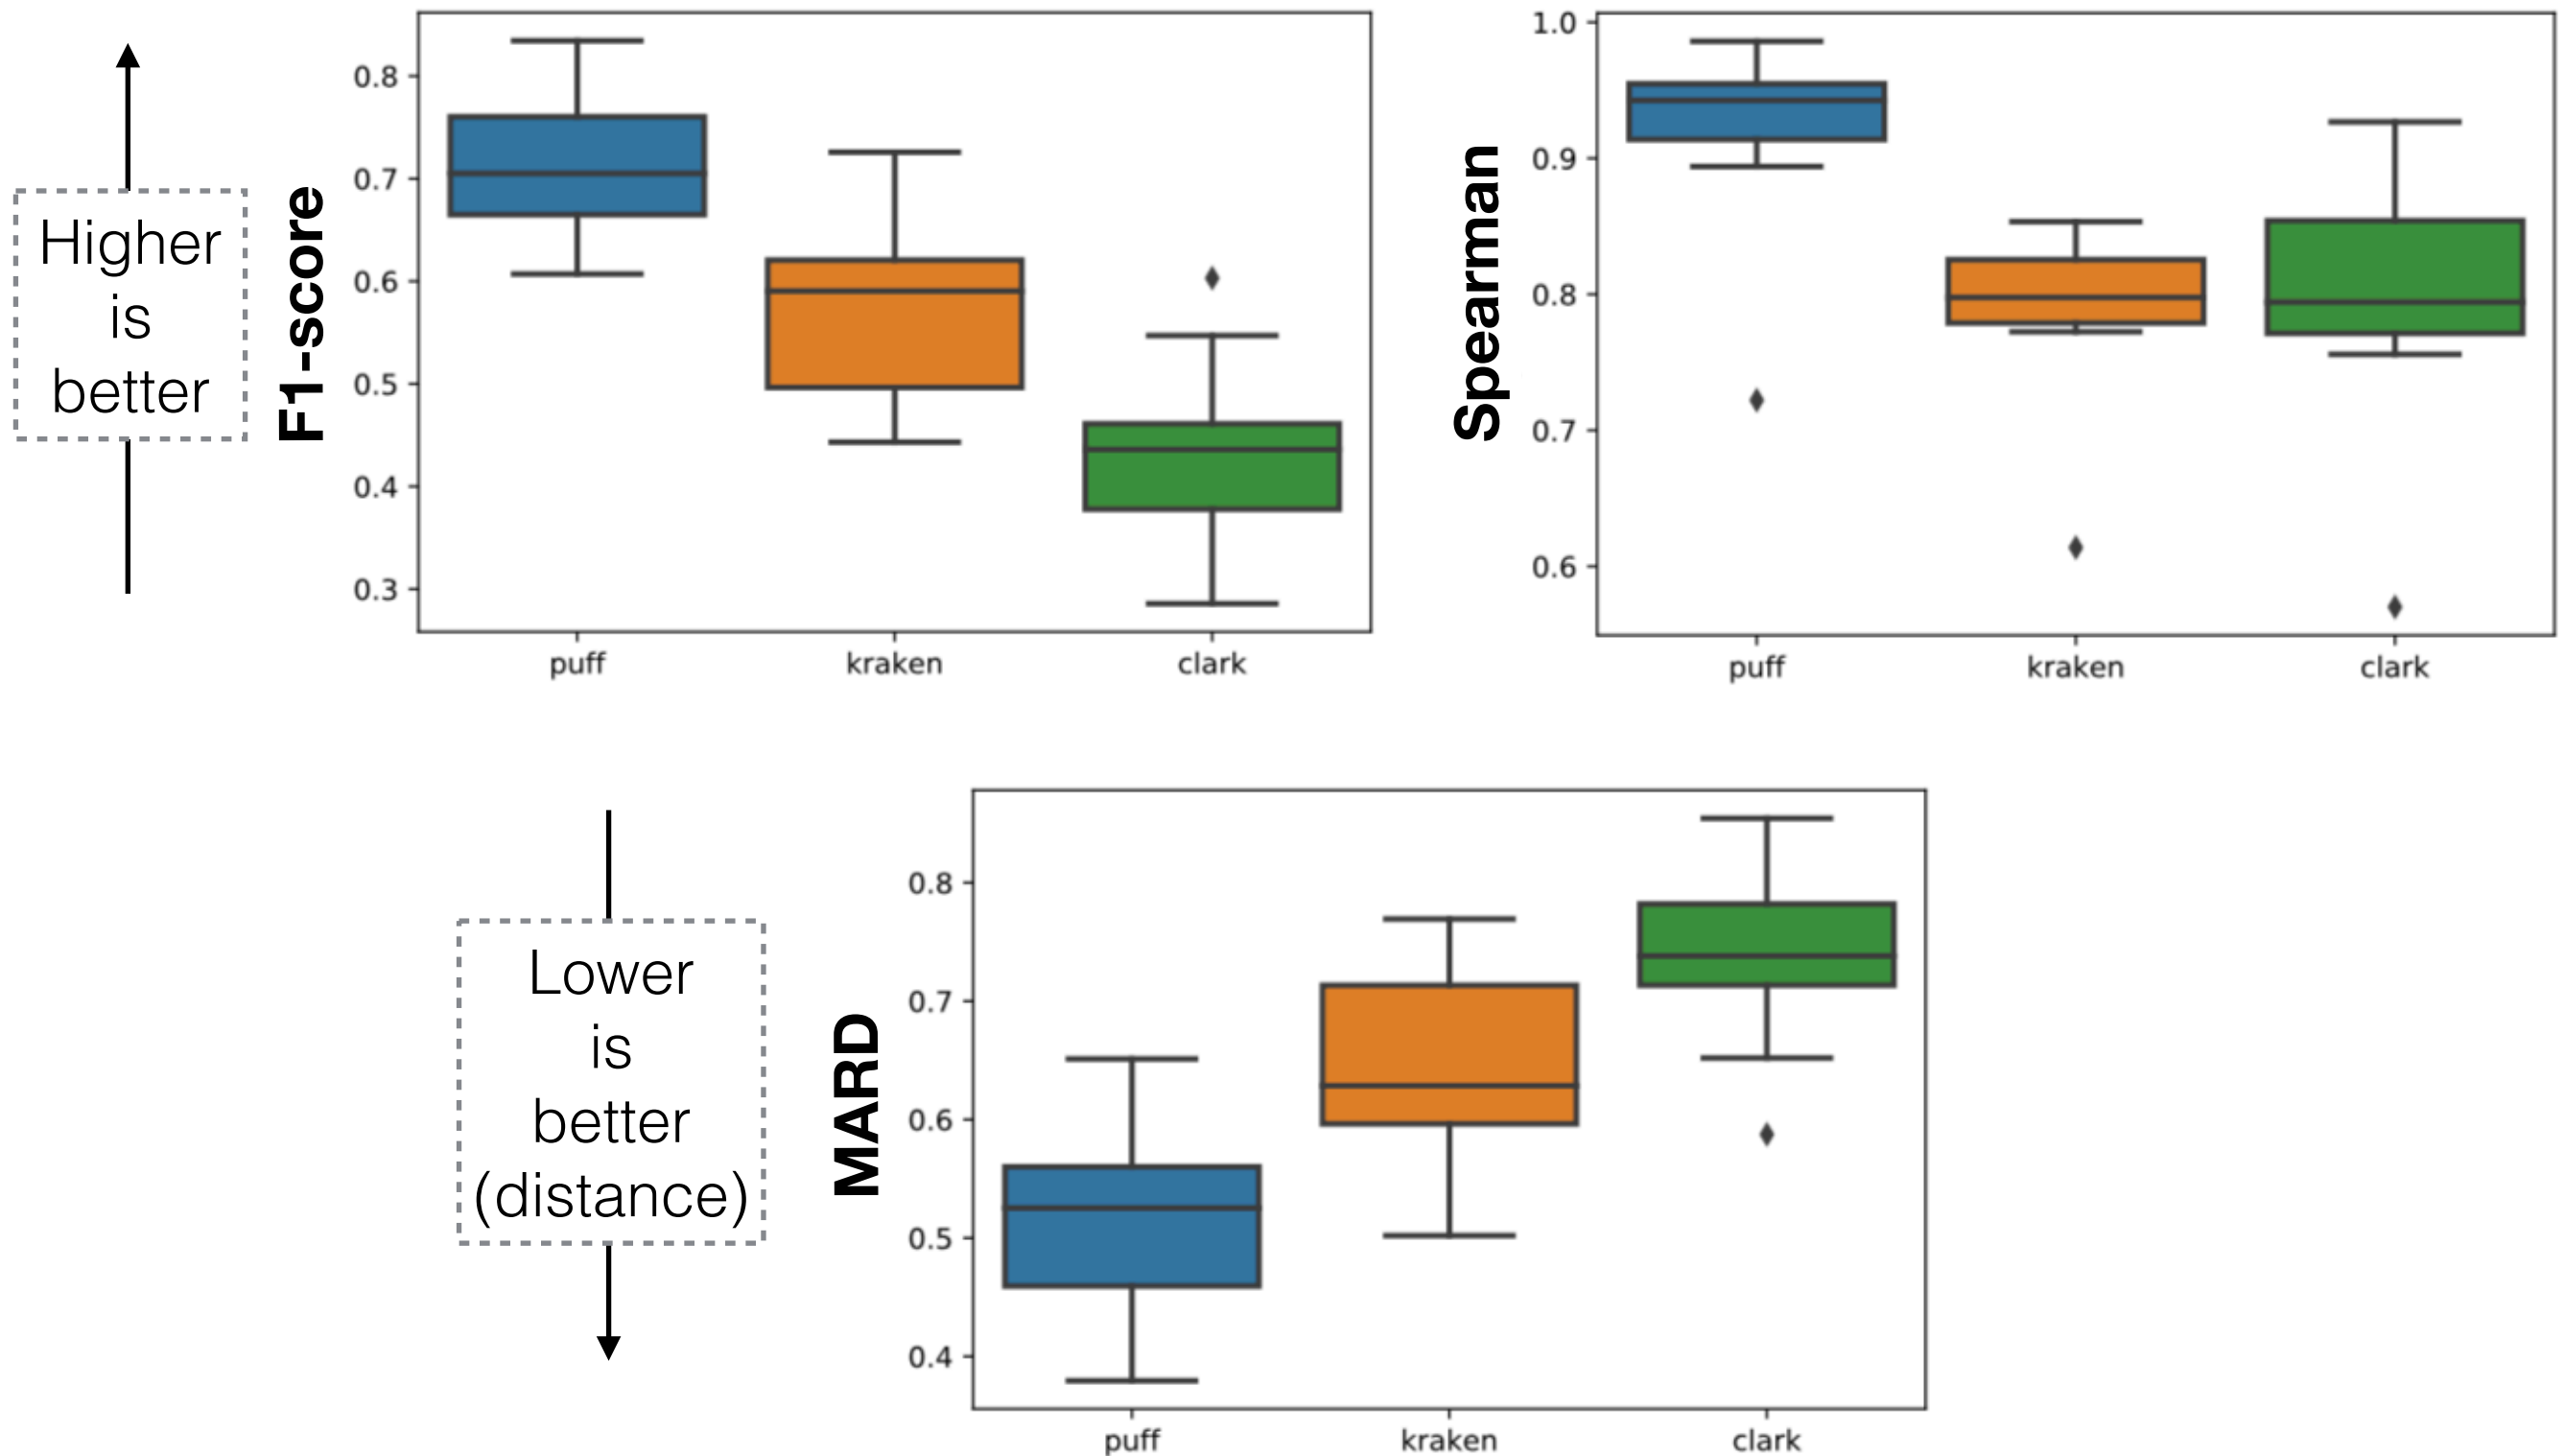 Higher
is
better
F1-score
0.8
0.7
0.6
0.5
0.4
0.3
puff kraken clark
Spearman
1.0
0.9
0.8
0.7
0.6
puff kraken clark
Lower
is
better
(distance)
MARD
0.8
0.7
0.6
0.5
0.4
puff kraken clark